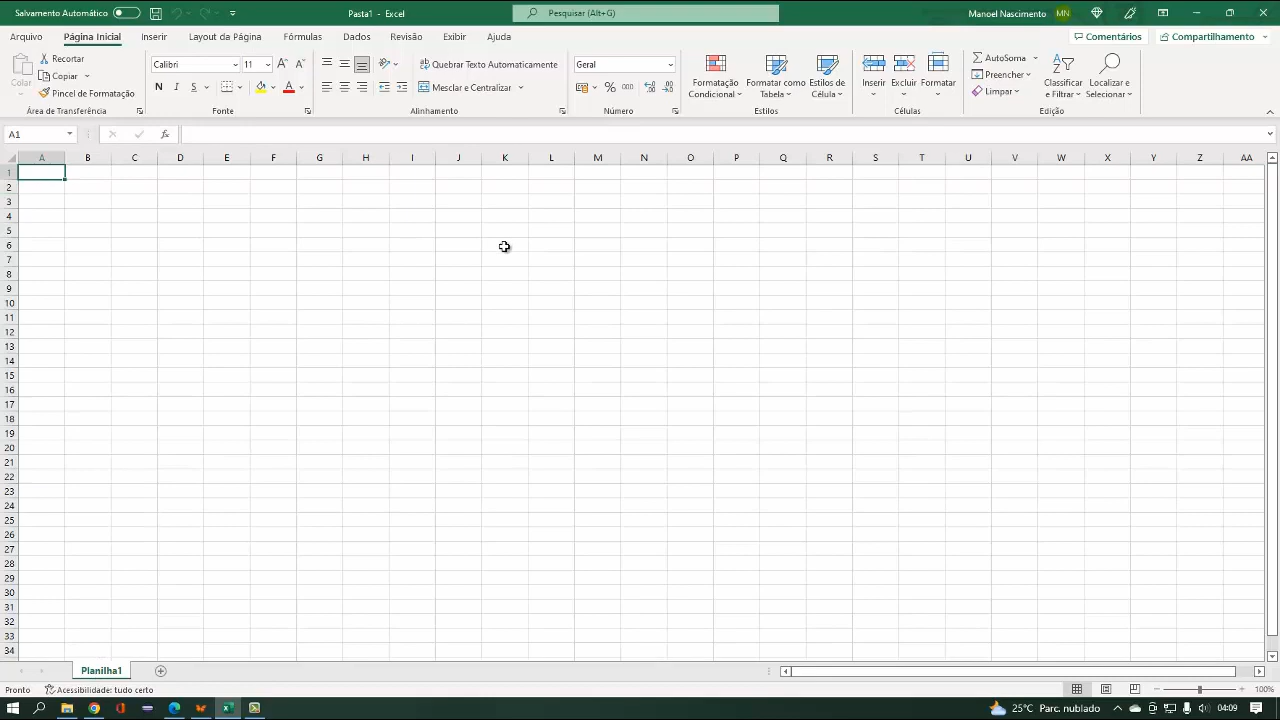 Salvamento Automático
Pasta1 - Excel
Pesquisar (Alt+G)
Manoel Nascimento
MN
Arquivo
Página Inicial
Inserir
Layout da Página
Fórmulas
Dados
Revisão
Exibir
Ajuda
Comentários
Compartilhamento
Recortar
Copiar
Pincel de Formatação
Área de Transferência
Calibri
11
N
I
S
Fonte
Quebrar Texto Automaticamente
Mesclar e Centralizar
Alinhamento
Geral
%
000
Número
Formatação
Condicional
Formatar como
Tabela
Estilos de
Célula
Estilos
Inserir
Excluir
Formatar
Células
AutoSoma
Preencher
Limpar
Classificar
e Filtrar
Localizar e
Selecionar
Edição
A1
fx
A B C D E F G H I J K L M N O P Q R S T U V W X Y Z AA
1
2
3
4
5
6
7
8
9
10
11
12
13
14
15
16
17
18
19
20
21
22
23
24
25
26
27
28
29
30
31
32
33
34
Planilha1
Pronto
Acessibilidade: tudo certo
100%
25°C Parc. nublado
04:09